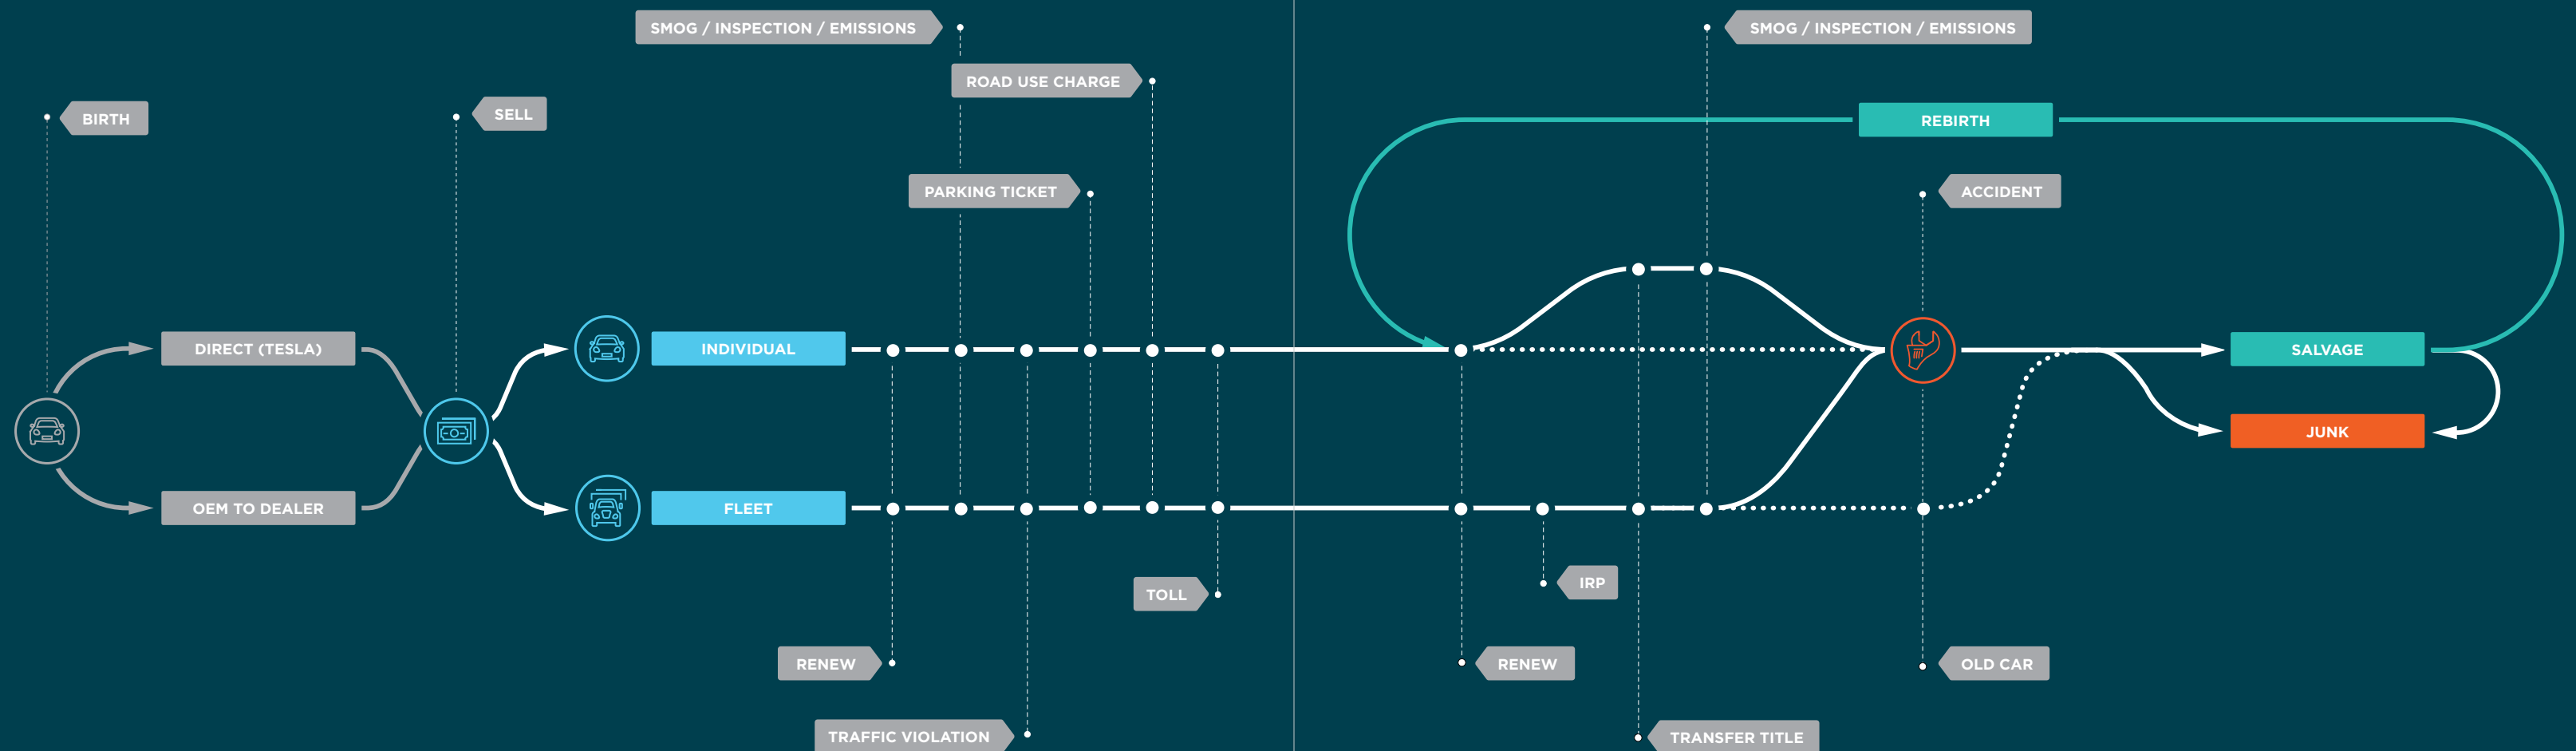 SMOG / INSPECTION / EMISSIONS
SMOG / INSPECTION / EMISSIONS
ROAD USE CHARGE
BIRTH
SELL
REBIRTH
PARKING TICKET
ACCIDENT
DIRECT (TESLA)
INDIVIDUAL
SALVAGE
JUNK
OEM TO DEALER
FLEET
TOLL
IRP
RENEW
RENEW
OLD CAR
TRAFFIC VIOLATION
TRANSFER TITLE